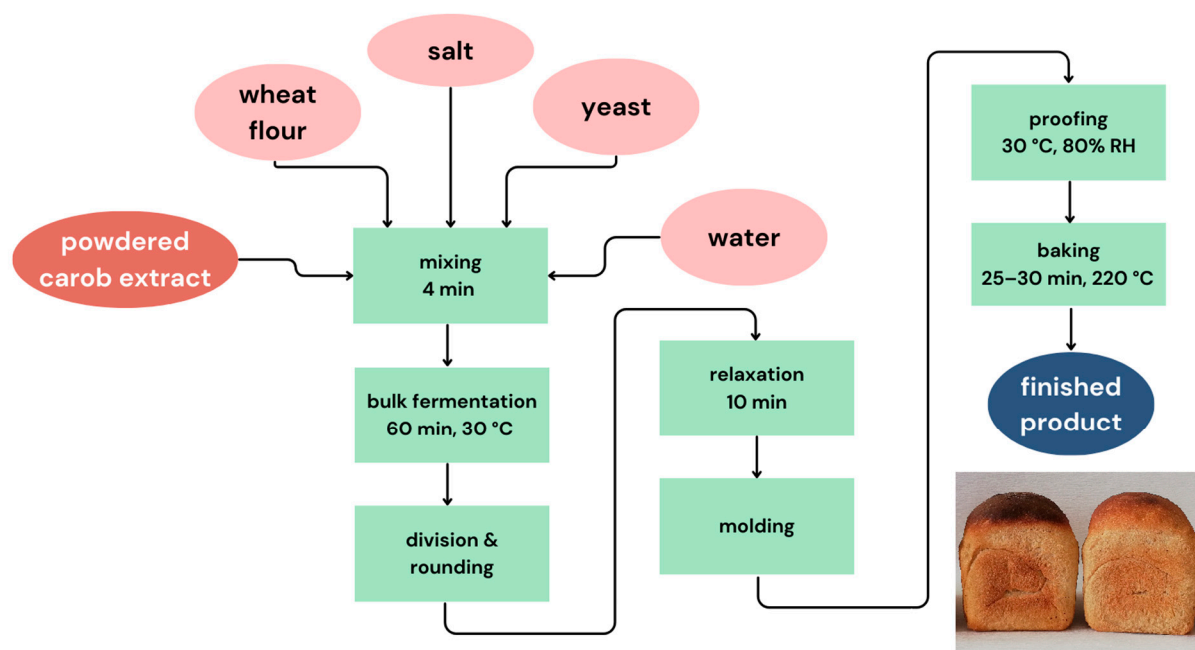 salt
wheat
flour
yeast
powdered
carob extract
water
mixing
4 min
bulk fermentation
60 min, 30 °C
division &
rounding
relaxation
10 min
molding
proofing
30 °C, 80% RH
baking
25–30 min, 220 °C
finished
product